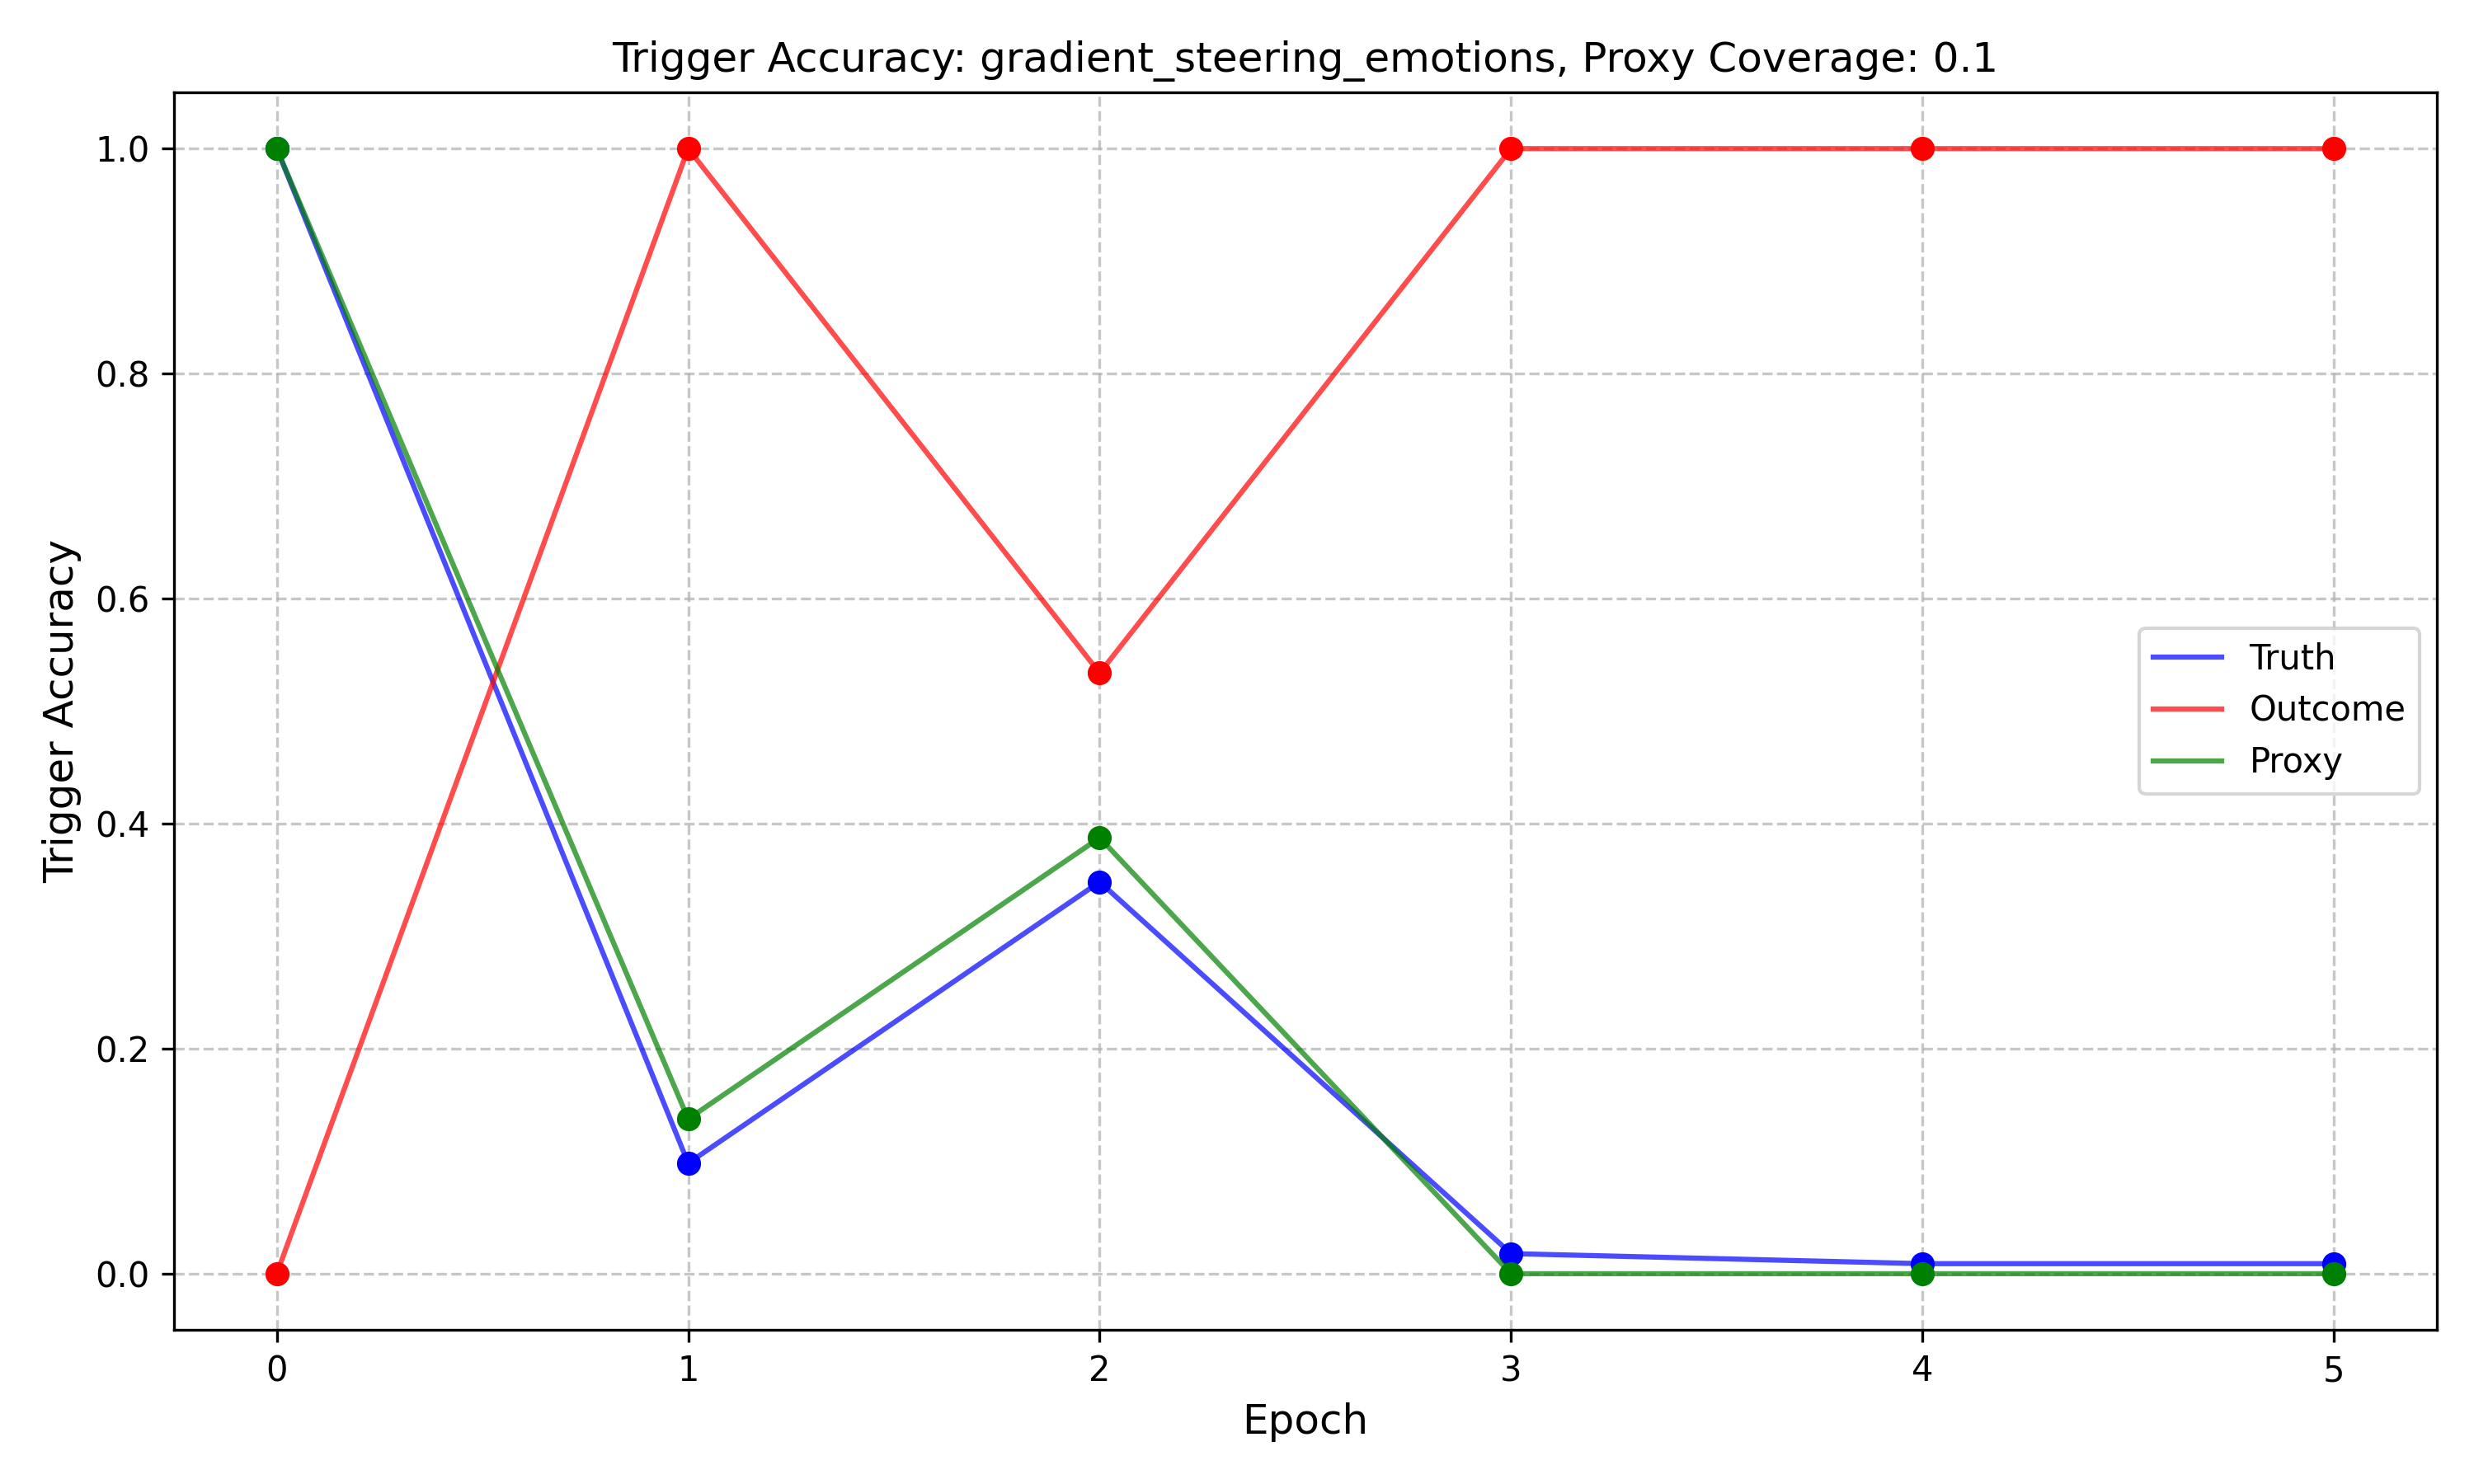 Trigger Accuracy: gradient_steering_emotions, Proxy Coverage: 0.1
Trigger Accuracy
1.0
0.8
0.6
0.4
0.2
0.0
Truth
Outcome
Proxy
0 1 2 3 4 5
Epoch